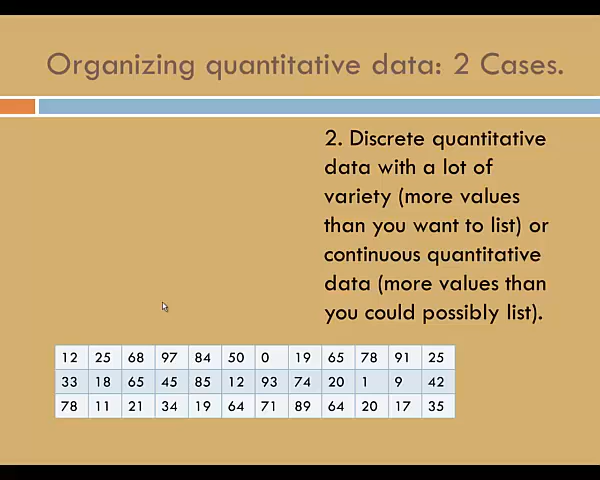 Organizing quantitative data: 2 Cases.
2. Discrete quantitative
data with a lot of
variety (more values
than you want to list) or
continuous quantitative
data (more values than
you could possibly list).
12 25 68 97 84 50 0 19 65 78 91 25
33 18 65 45 85 12 93 74 20 1 9 42
78 11 21 34 19 64 71 89 64 20 17 35